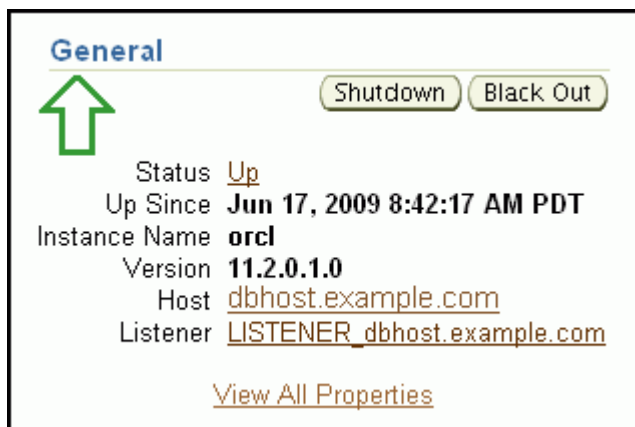 General
Shutdown Black Out
Status Up
Up Since Jun 17, 2009 8:42:17 AM PDT
Instance Name orcl
Version 11.2.0.1.0
Host dbhost.example.com
Listener LISTENER_dbhost.example.com
View All Properties